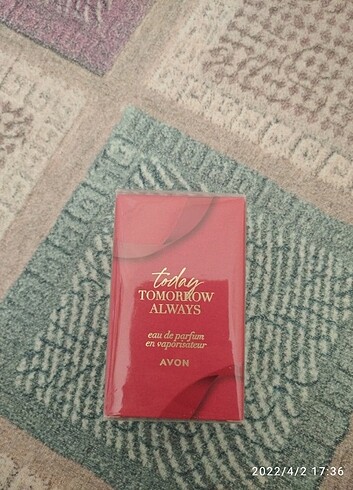 today
TOMORROW
ALWAYS
eau de parfum
en vaporisateur
AVON
2022/4/2 17:36